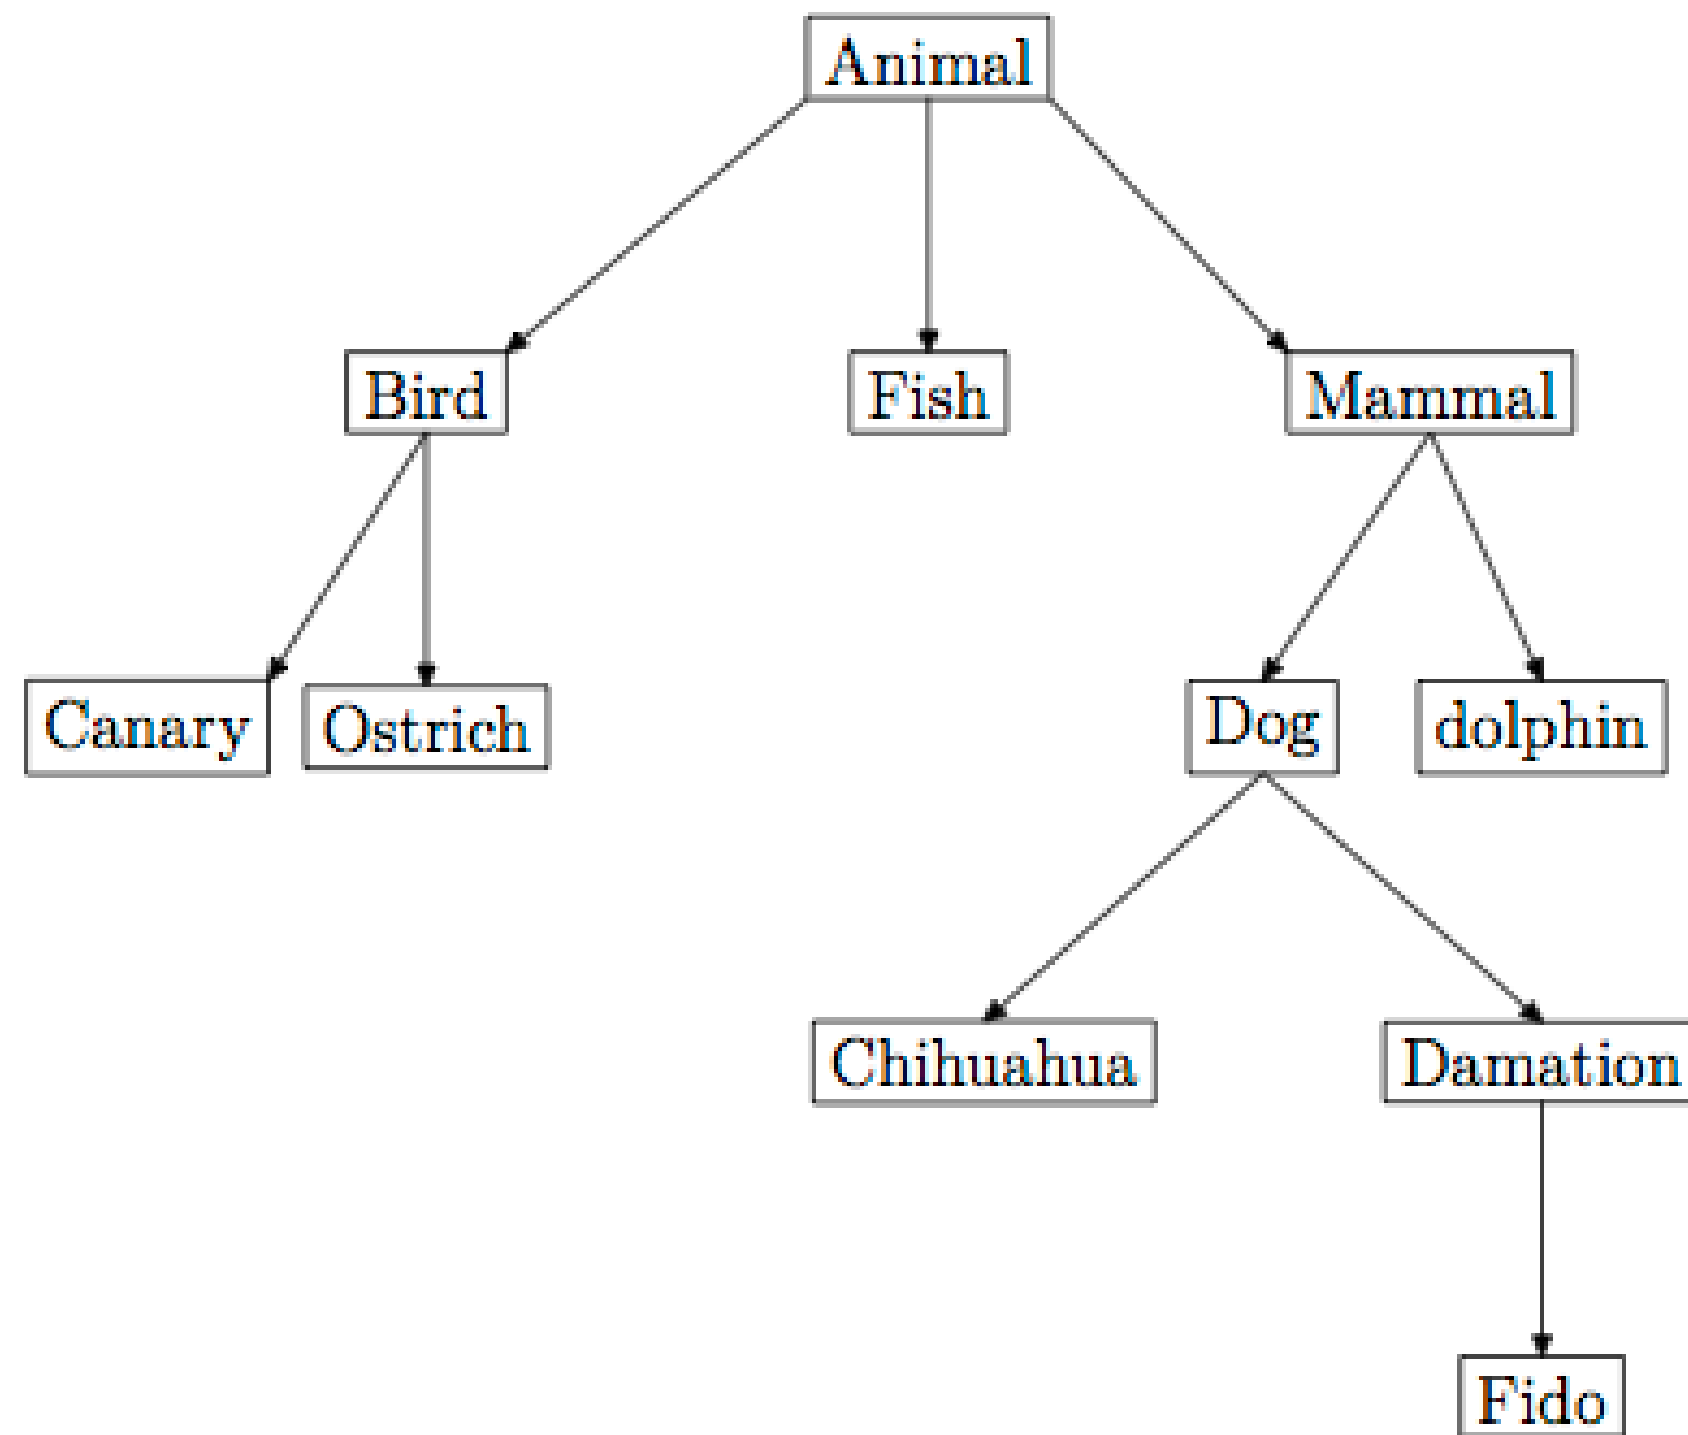 Animal
Bird
Fish
Mammal
Canary
Ostrich
Dog
dolphin
Chihuahua
Damation
Fido